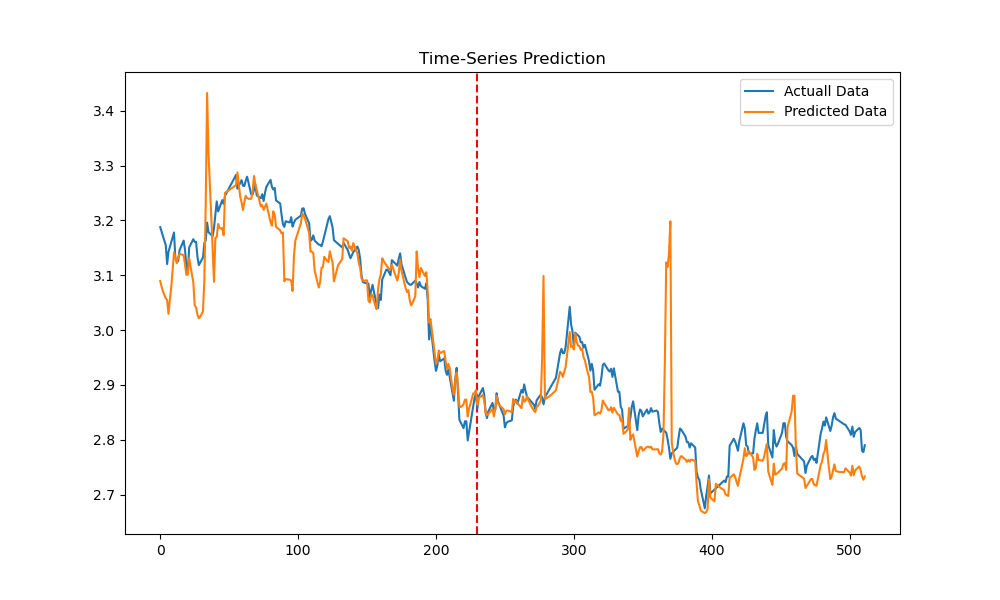 Time-Series Prediction
Actuall Data
Predicted Data
3.4
3.3
3.2
3.1
3.0
2.9
2.8
2.7
0 100 200 300 400 500